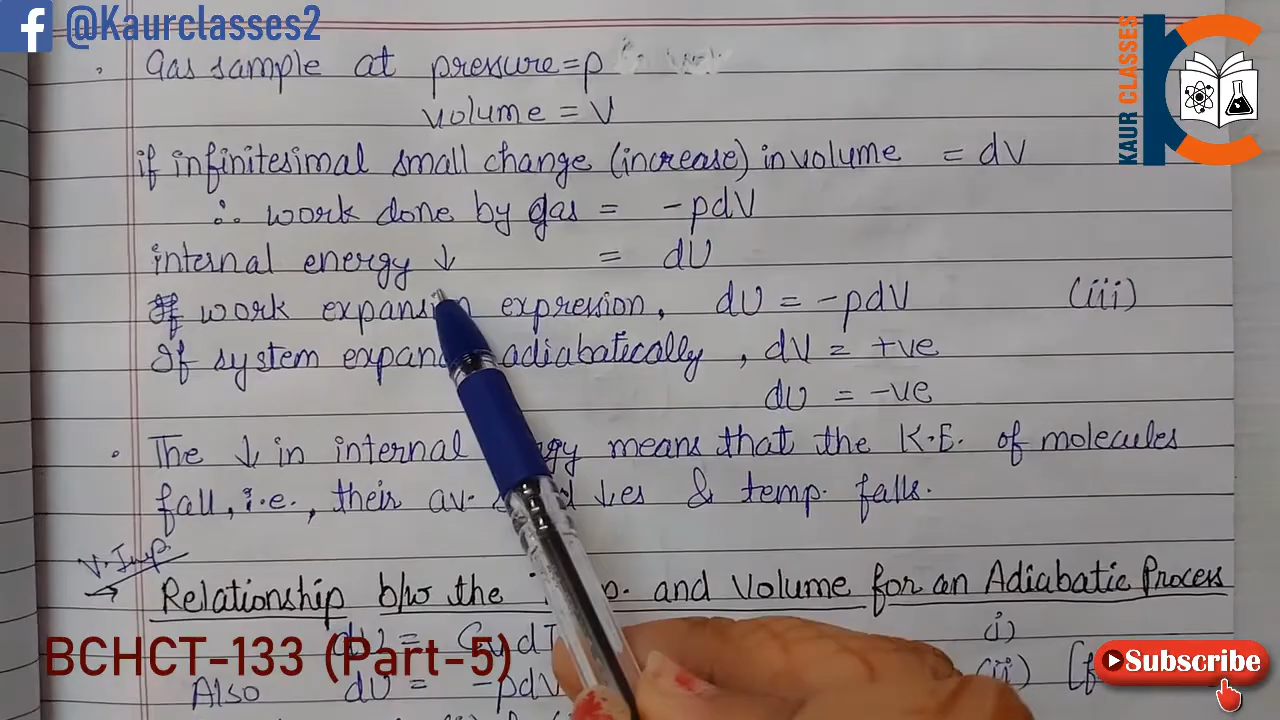 @Kaurclasses2
KAUR CLASSES
Gas sample at pressure = p
volume = V
if infinitesimal small change (increase) in volume = dV
∴ work done by gas = -pdV
internal energy ↓ = dU
work expansion expression, dU = -pdV (iii)
If system expand adiabatically, dV = +ve
dU = -ve
• The ↓ in internal means that the K.E. of molecules
fall, i.e., their av. ↓es & temp. falls.
V. Imp.
→ Relationship b/w the and Volume for an Adiabatic Process
dU = CvdT (i)
Also dU = -pdV (ii)
BCHCT-133 (Part-5)
Subscribe